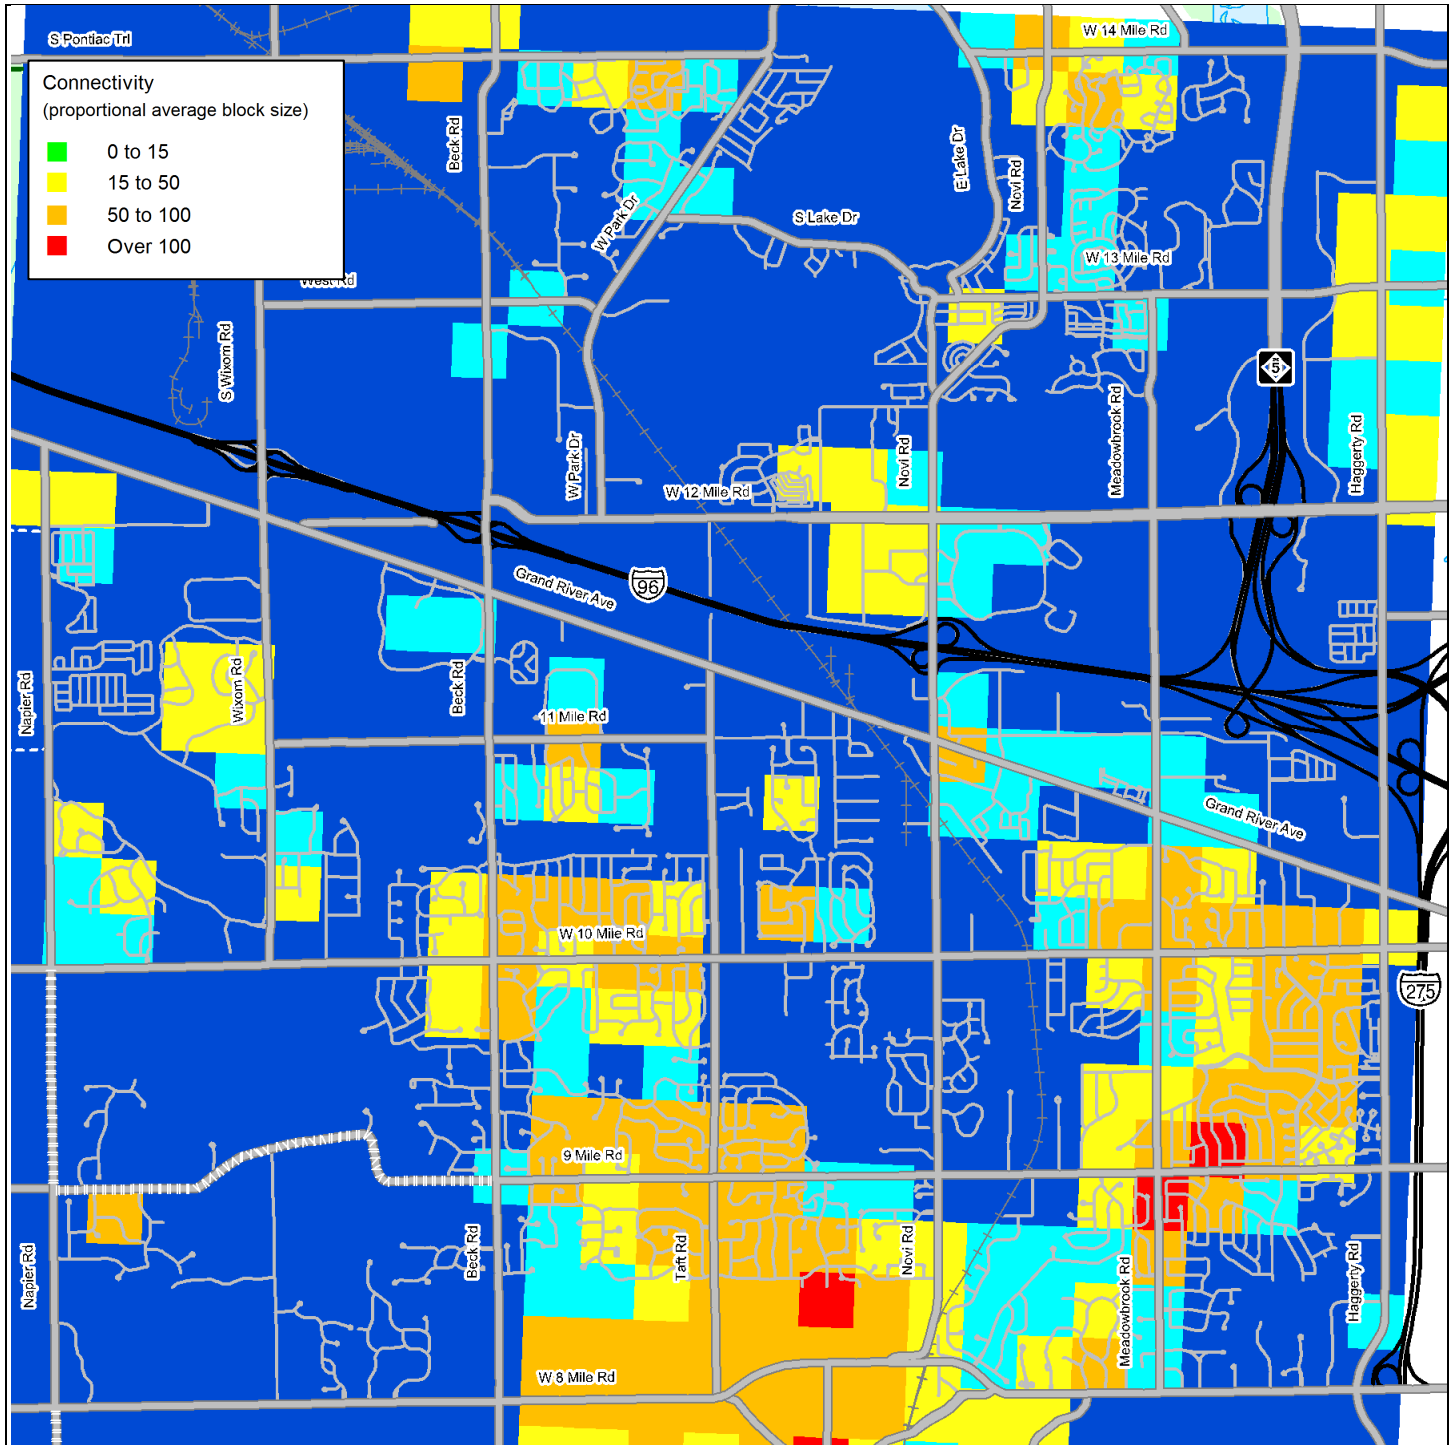 S Pontiac Trl
W 14 Mile Rd
Connectivity
(proportional average block size)
0 to 15
15 to 50
50 to 100
Over 100
Beck Rd
E Lake Dr
Novi Rd
W Park Dr
S Lake Dr
W 13 Mile Rd
West Rd
S Wixom Rd
5
Meadowbrook Rd
Haggerty Rd
W Park Dr
Novi Rd
W 12 Mile Rd
96
Grand River Ave
Napier Rd
Wixom Rd
Beck Rd
11 Mile Rd
Grand River Ave
W 10 Mile Rd
275
9 Mile Rd
Napier Rd
Beck Rd
Taft Rd
Novi Rd
Meadowbrook Rd
Haggerty Rd
W 8 Mile Rd